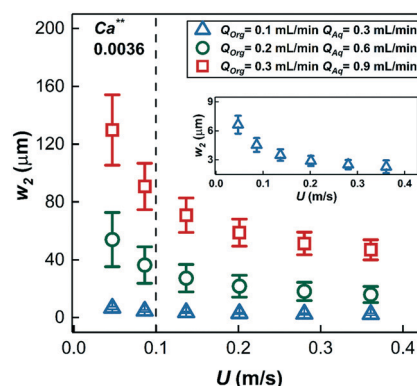 Ca**
0.0036
Q_Org = 0.1 mL/min Q_Aq = 0.3 mL/min
Q_Org = 0.2 mL/min Q_Aq = 0.6 mL/min
Q_Org = 0.3 mL/min Q_Aq = 0.9 mL/min
200
160
120
80
40
0
w₂ (μm)
9
6
3
w₂ (μm)
0.0 0.1 0.2 0.3 0.4
U (m/s)
0.0 0.1 0.2 0.3 0.4
U (m/s)